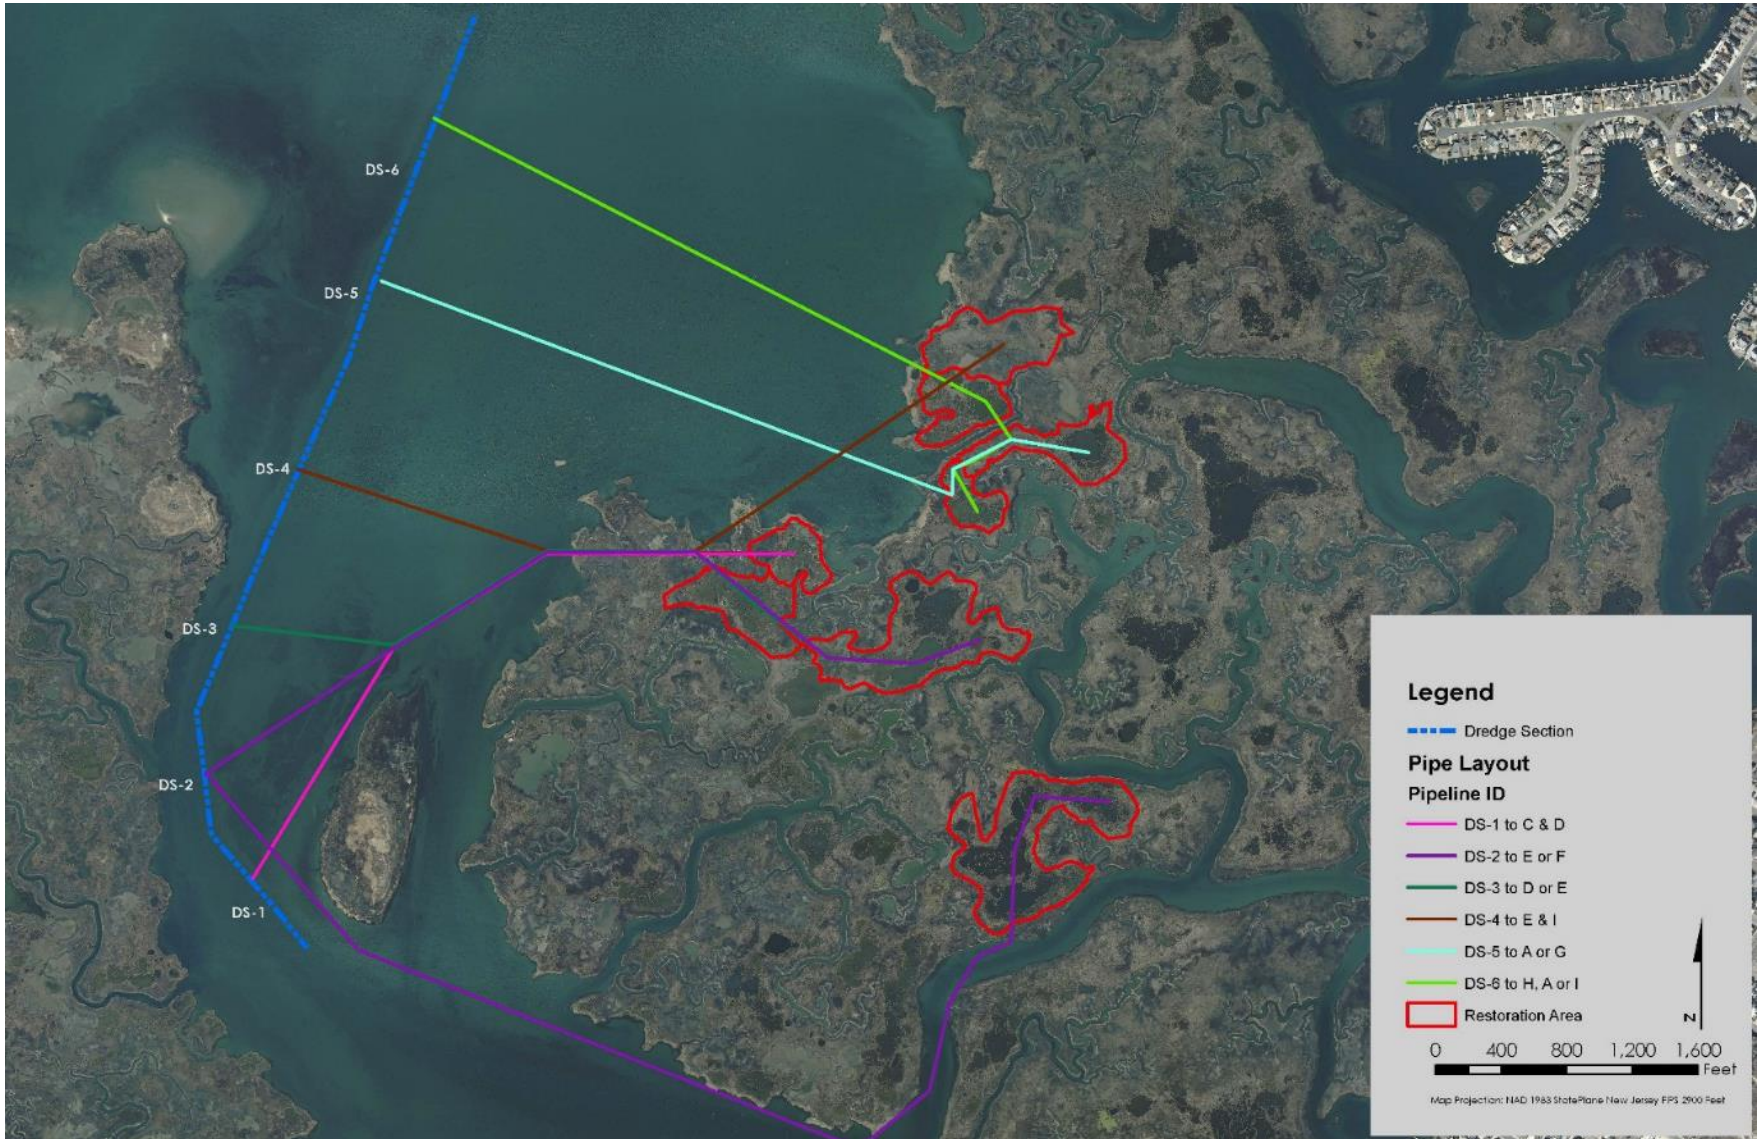 DS-6
DS-5
DS-4
DS-3
DS-2
DS-1
Legend
Dredge Section
Pipe Layout
Pipeline ID
DS-1 to C & D
DS-2 to E or F
DS-3 to D or E
DS-4 to E & I
DS-5 to A or G
DS-6 to H, A or I
Restoration Area
N
0 400 800 1,200 1,600
Feet
Map Projection: NAD 1983 StatePlane New Jersey FPS 2900 Feet